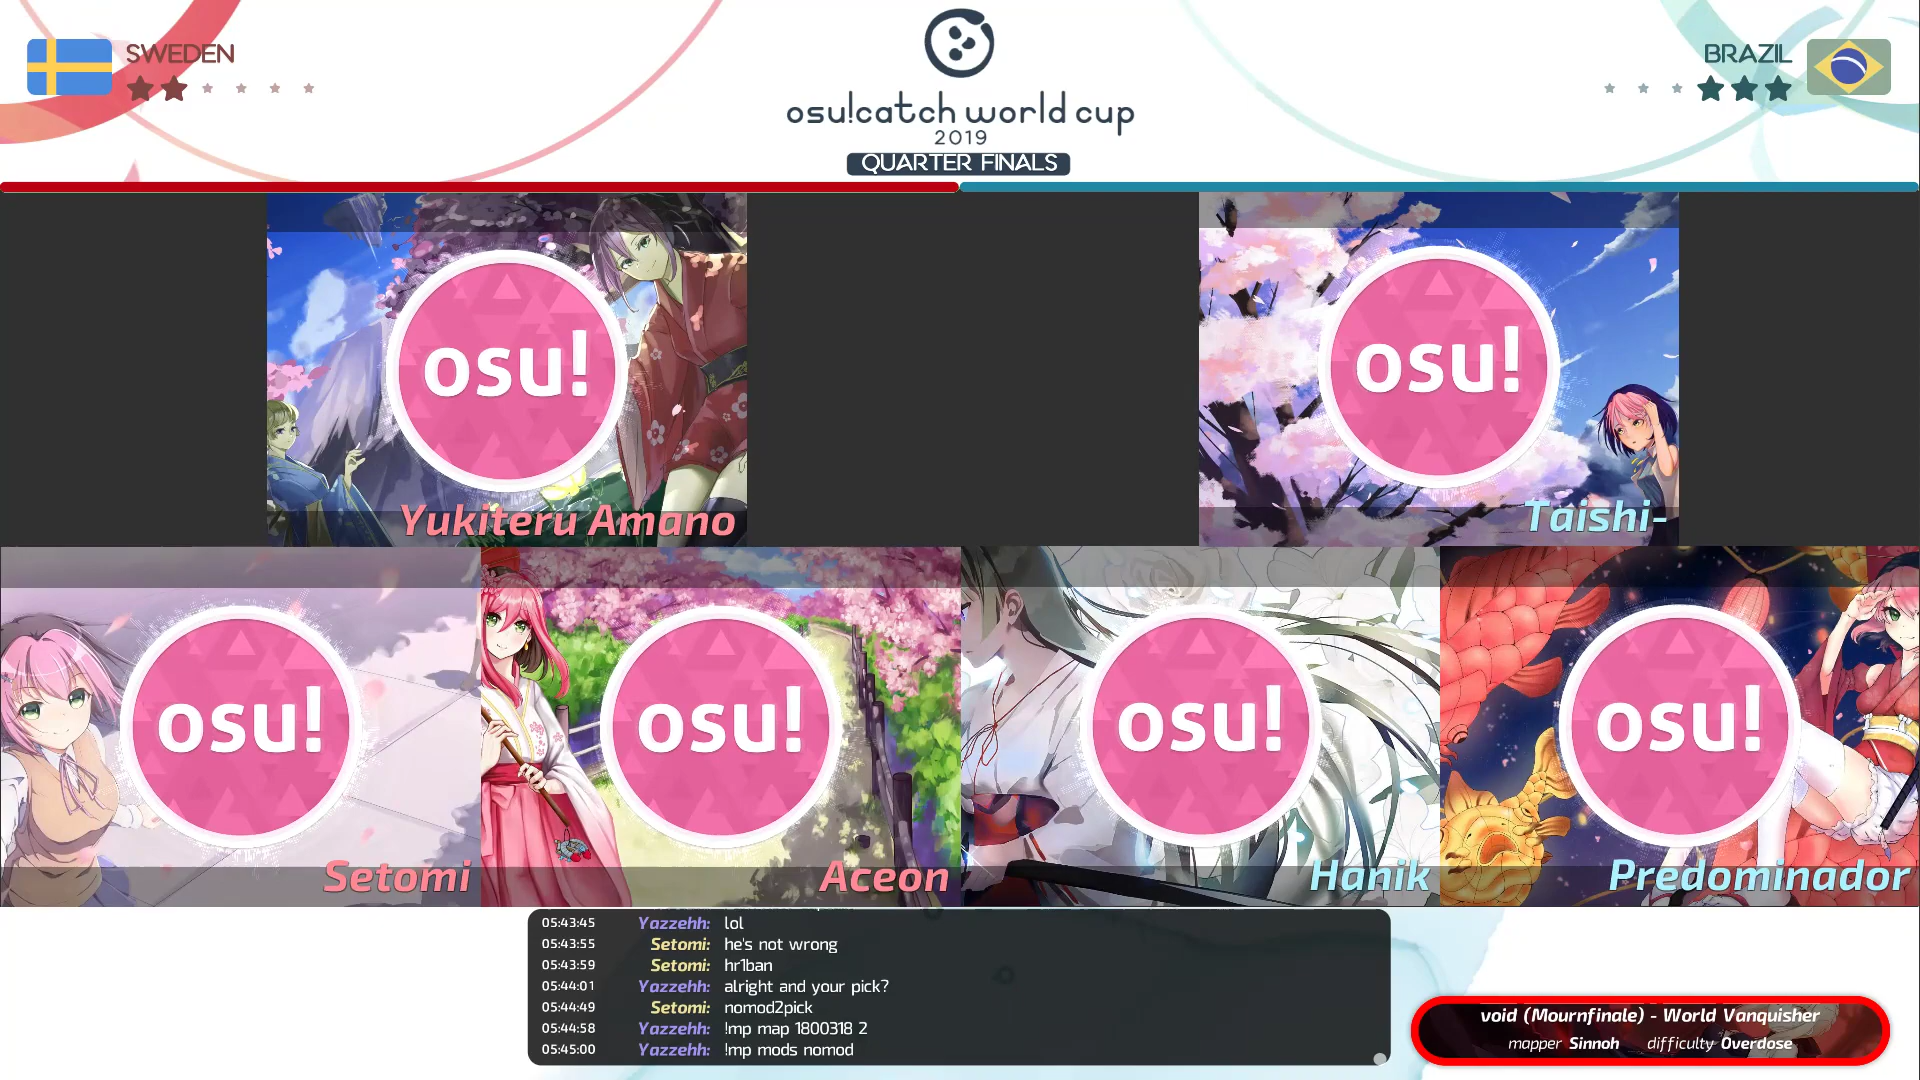 SWEDEN
BRAZIL
osu!catch world cup
2019
QUARTER FINALS
osu!
Yukiteru Amano
osu!
Taishi-
osu!
Setomi
osu!
Aceon
osu!
Hanik
osu!
Predominador
05:43:45 Yazzehh: lol
05:43:55 Setomi: he's not wrong
05:43:59 Setomi: hr1ban
05:44:01 Yazzehh: alright and your pick?
05:44:49 Setomi: nomod2pick
05:44:58 Yazzehh: !mp map 1800318 2
05:45:00 Yazzehh: !mp mods nomod
void (Mournfinale) - World Vanquisher
mapper Sinnoh difficulty Overdose